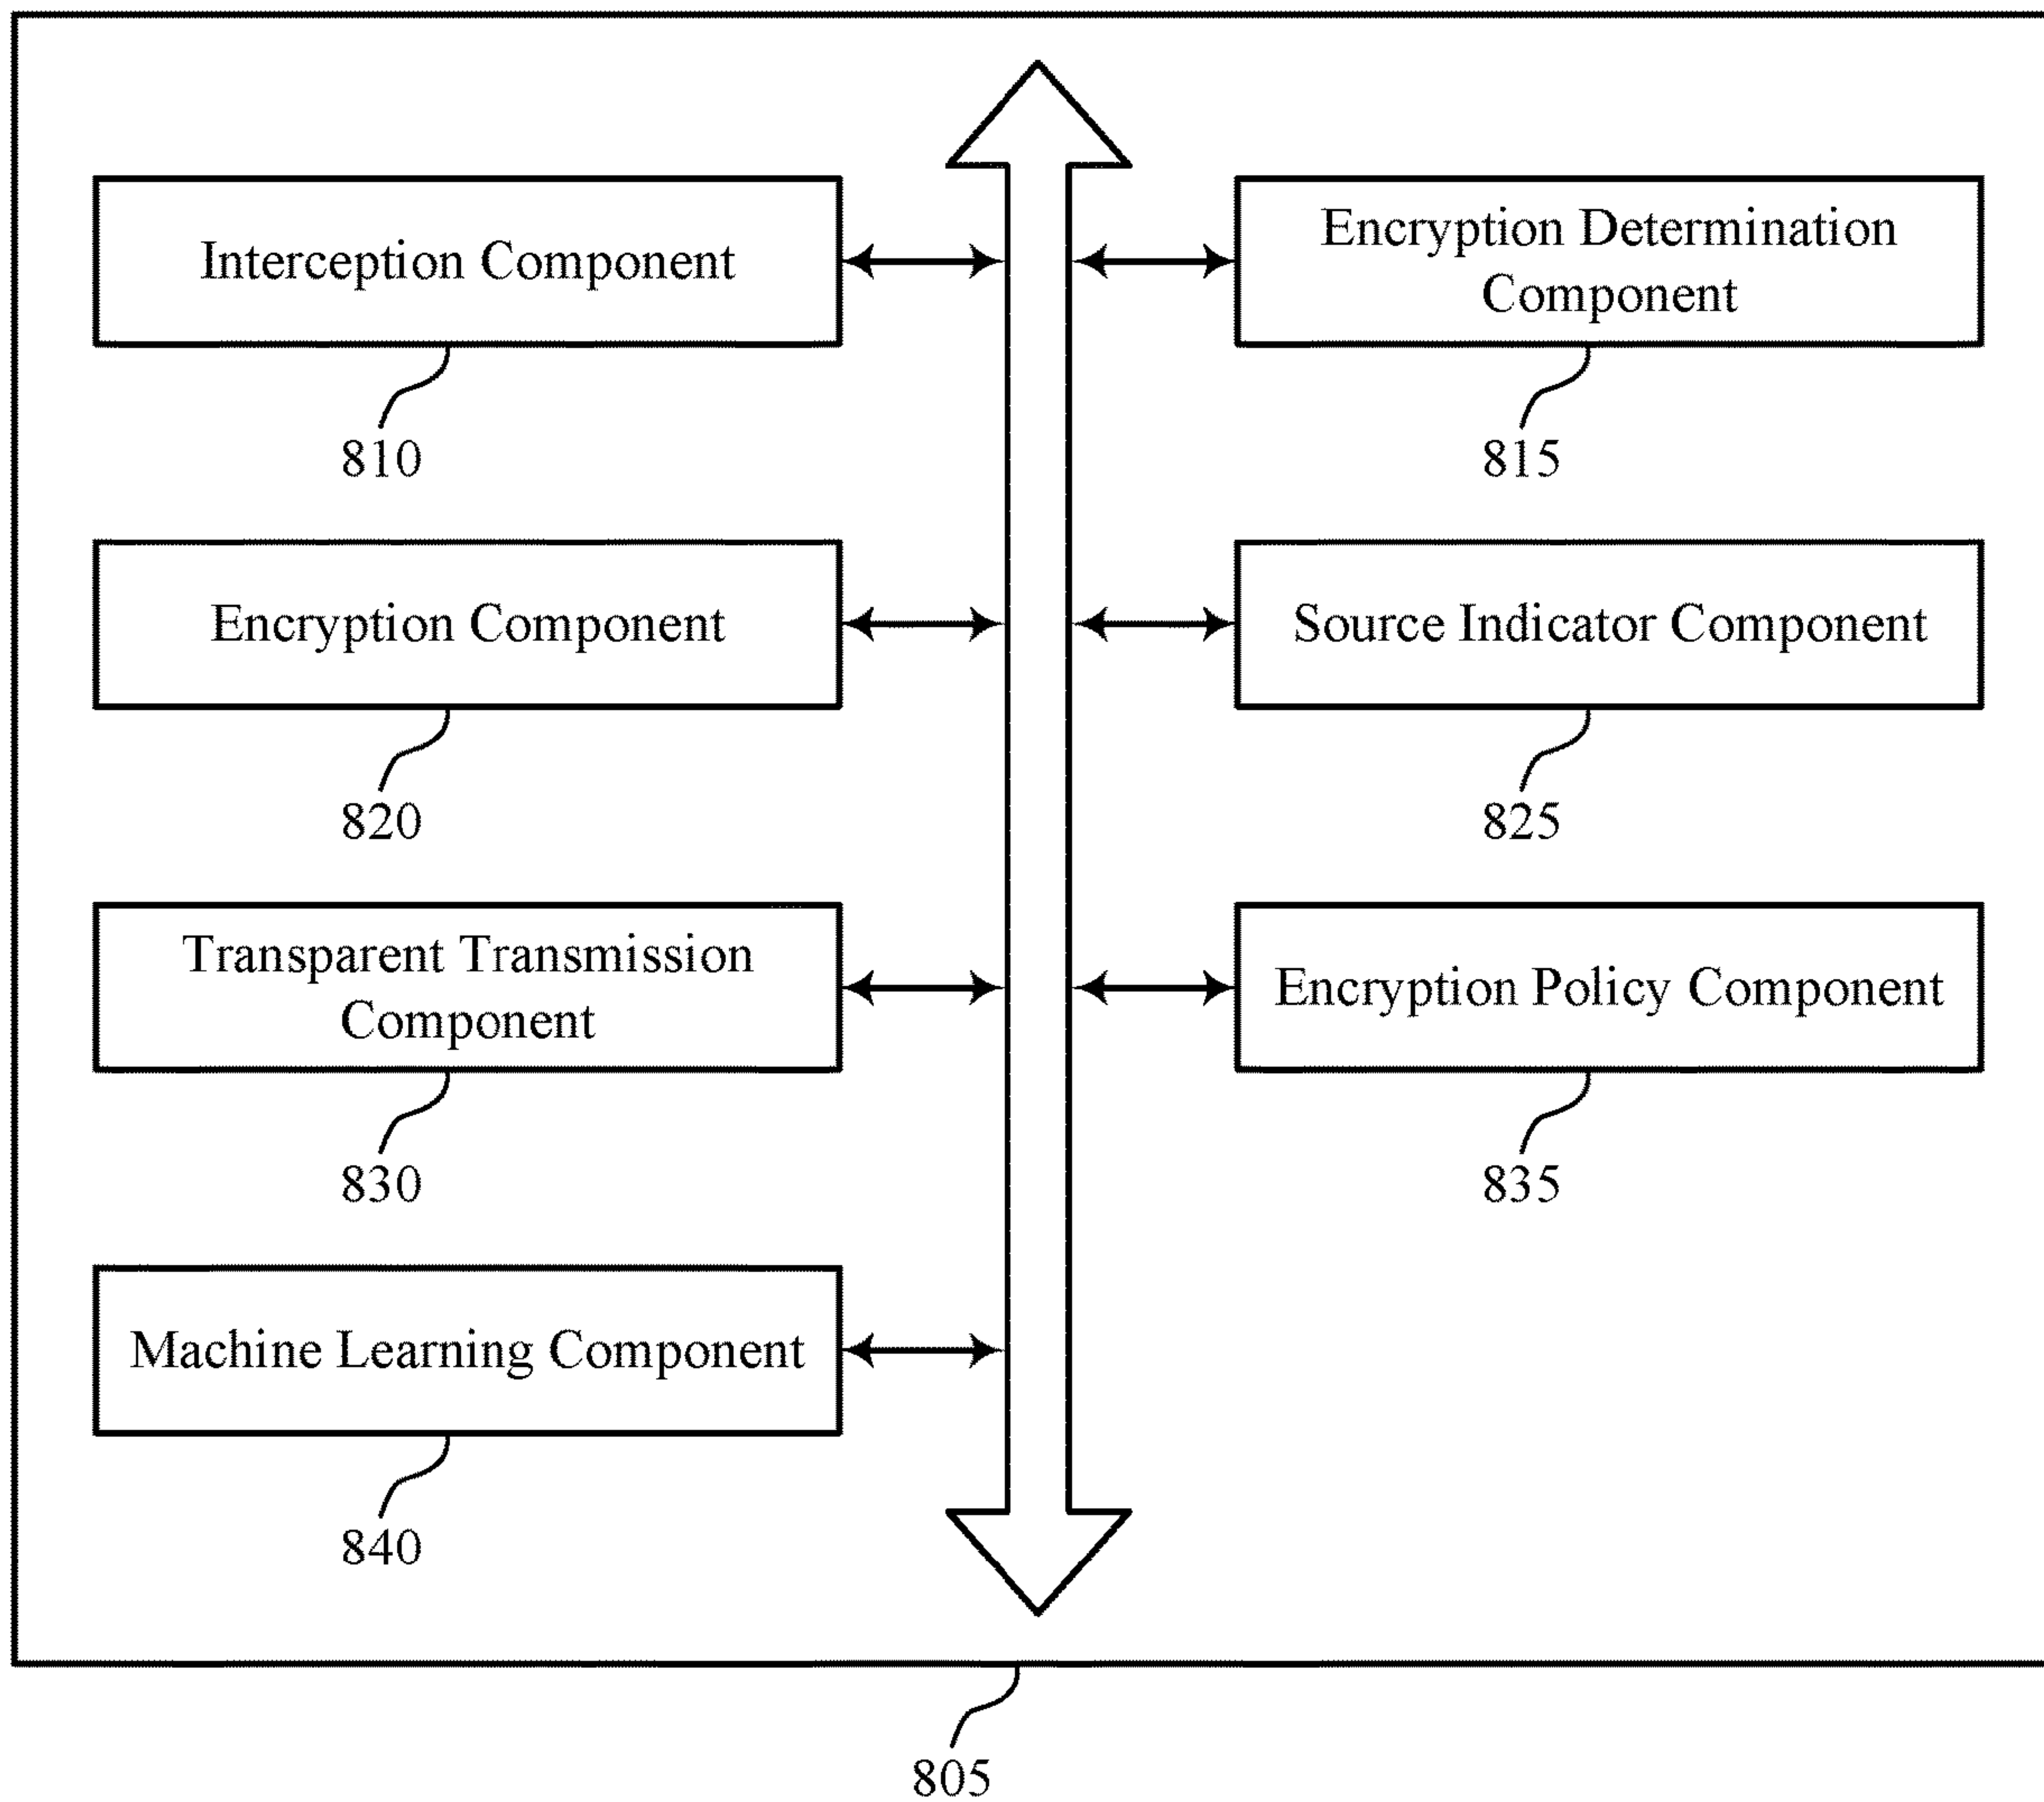 Interception Component
810
Encryption Determination
Component
815
Encryption Component
820
Source Indicator Component
825
Transparent Transmission
Component
830
Encryption Policy Component
835
Machine Learning Component
840
805